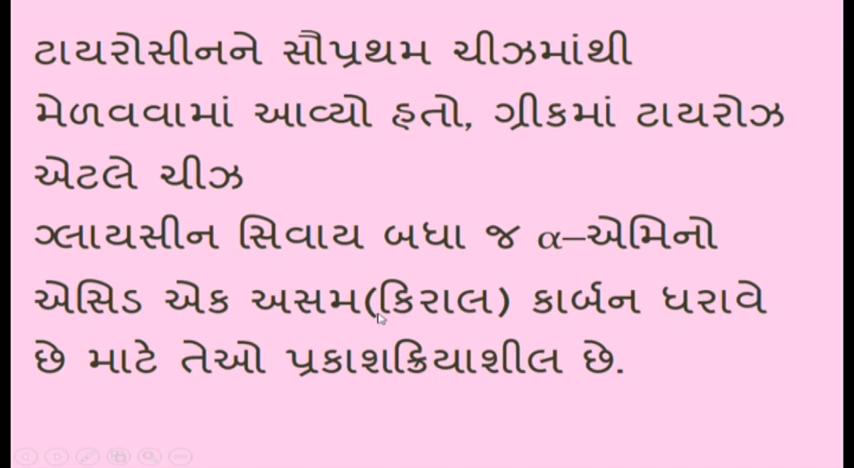 ટાયરોસીનને સૌપ્રથમ ચીઝમાંથી
મેળવવામાં આવ્યો હતો, ગ્રીકમાં ટાયરોઝ
એટલે ચીઝ
ગ્લાયસીન સિવાય બધા જ α–એમિનો
એસિડ એક અસમ(કિરાલ) કાર્બન ધરાવે
છે માટે તેઓ પ્રકાશક્રિયાશીલ છે.